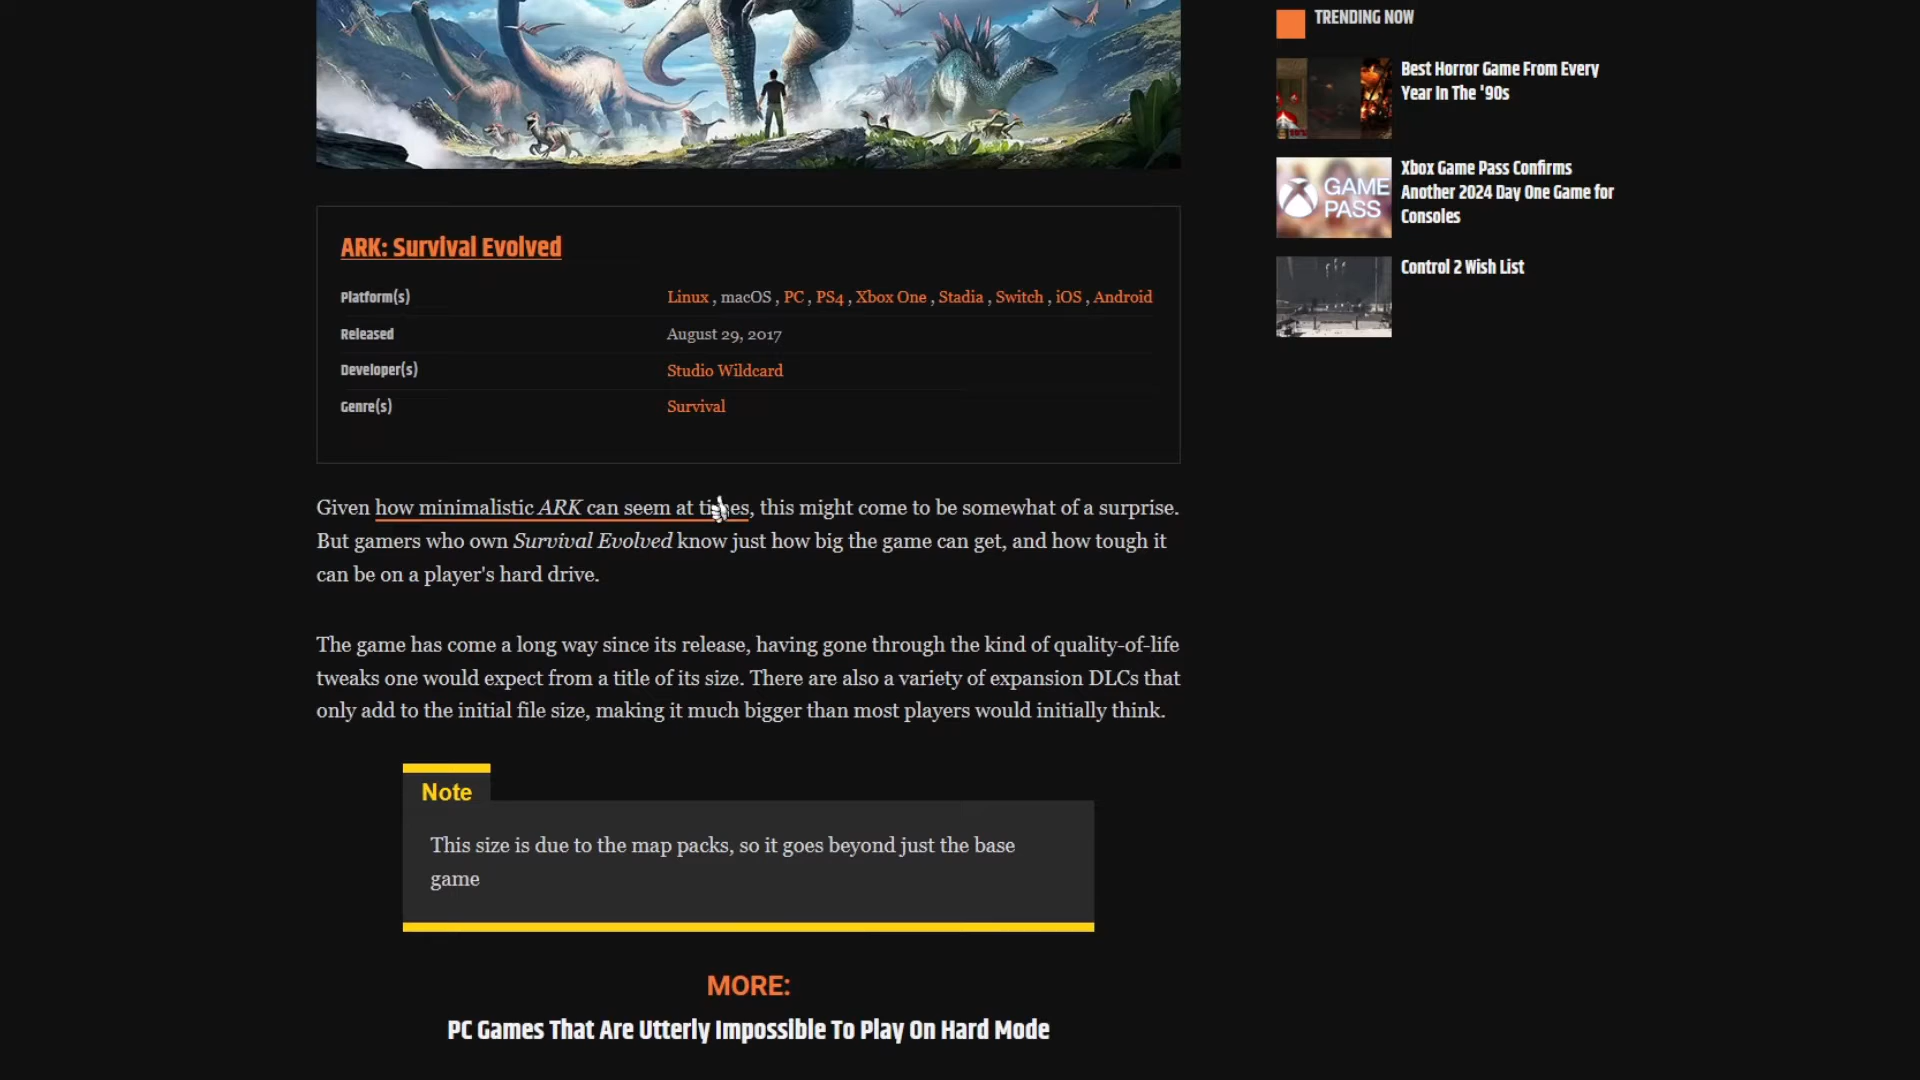 TRENDING NOW
Best Horror Game From Every
Year In The '90s
GAME
PASS
Xbox Game Pass Confirms
Another 2024 Day One Game for
Consoles
Control 2 Wish List
ARK: Survival Evolved
Platform(s) Linux , macOS , PC , PS4 , Xbox One , Stadia , Switch , iOS , Android
Released August 29, 2017
Developer(s) Studio Wildcard
Genre(s) Survival
Given how minimalistic ARK can seem at times, this might come to be somewhat of a surprise.
But gamers who own Survival Evolved know just how big the game can get, and how tough it
can be on a player's hard drive.
The game has come a long way since its release, having gone through the kind of quality-of-life
tweaks one would expect from a title of its size. There are also a variety of expansion DLCs that
only add to the initial file size, making it much bigger than most players would initially think.
Note
This size is due to the map packs, so it goes beyond just the base
game
MORE:
PC Games That Are Utterly Impossible To Play On Hard Mode